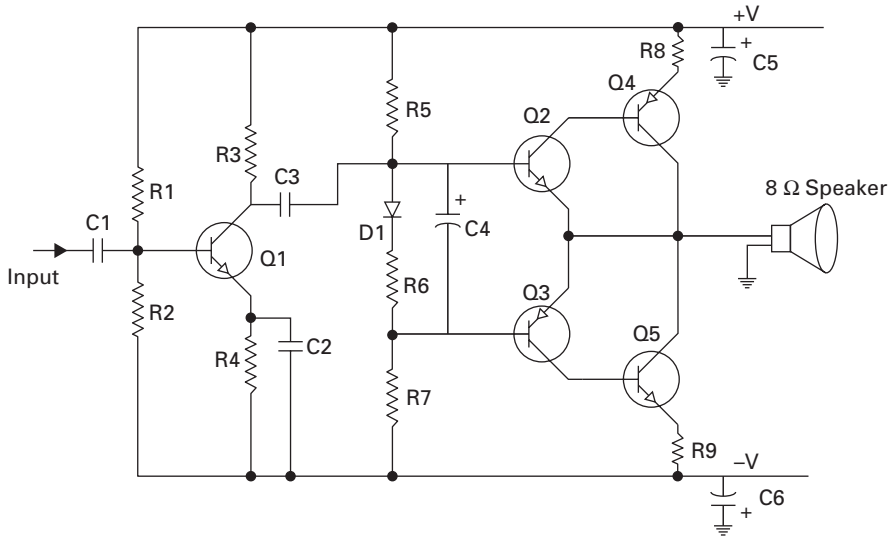 +V
R8
+
C5
Q4
R5
Q2
R3
C3
R1
8 Ω Speaker
+
C1
D1
C4
Q1
Input
R6
Q3
R2
Q5
R4
C2
R7
R9
–V
C6
+